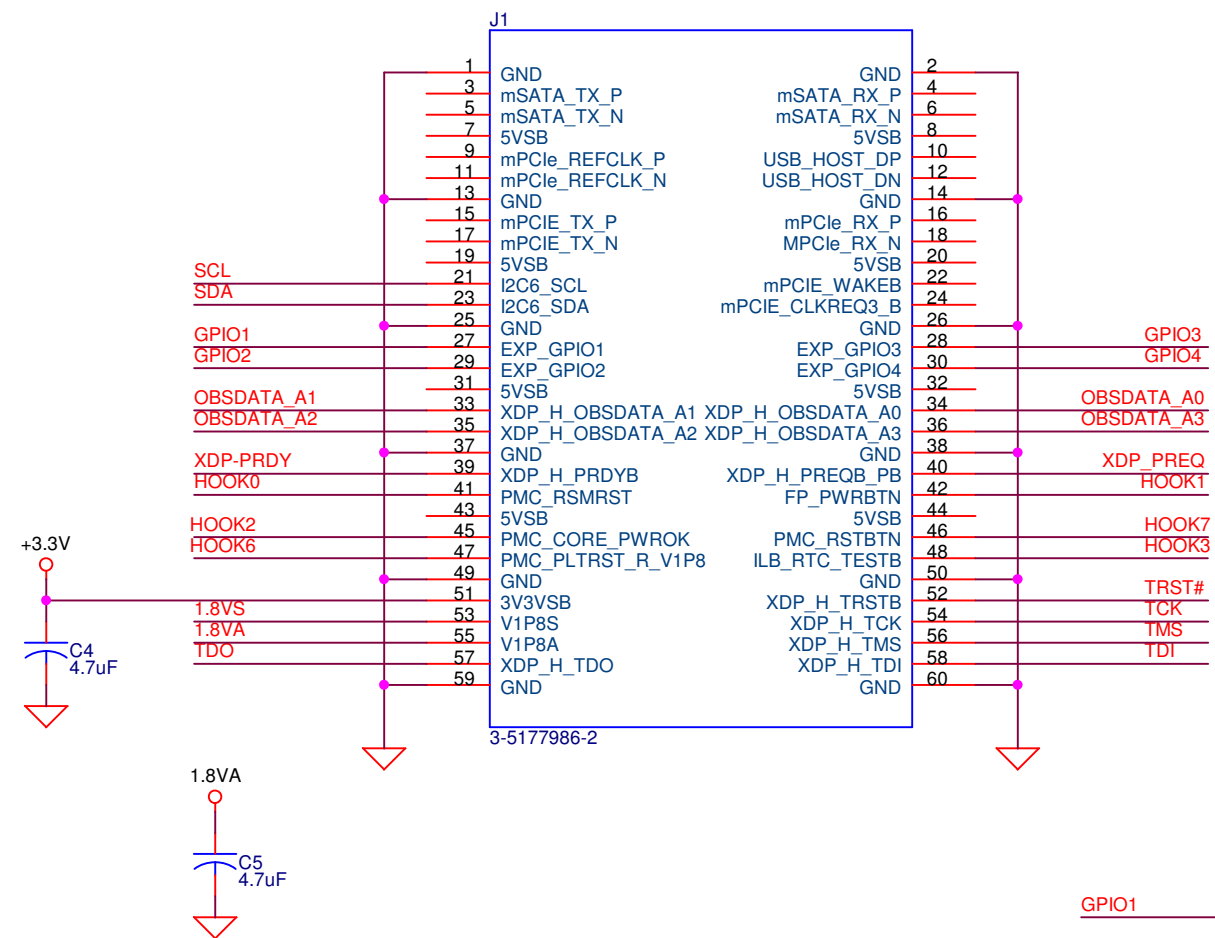 J1
1 GND GND 2
3 mSATA_TX_P mSATA_RX_P 4
5 mSATA_TX_N mSATA_RX_N 6
7 5VSB 5VSB 8
9 mPCIe_REFCLK_P USB_HOST_DP 10
11 mPCIe_REFCLK_N USB_HOST_DN 12
13 GND GND 14
15 mPCIE_TX_P mPCIe_RX_P 16
17 mPCIE_TX_N MPCIe_RX_N 18
19 5VSB 5VSB 20
SCL 21 I2C6_SCL mPCIE_WAKEB 22
SDA 23 I2C6_SDA mPCIE_CLKREQ3_B 24
25 GND GND 26
GPIO1 27 EXP_GPIO1 EXP_GPIO3 28 GPIO3
GPIO2 29 EXP_GPIO2 EXP_GPIO4 30 GPIO4
31 5VSB 5VSB 32
OBSDATA_A1 33 XDP_H_OBSDATA_A1 XDP_H_OBSDATA_A0 34 OBSDATA_A0
OBSDATA_A2 35 XDP_H_OBSDATA_A2 XDP_H_OBSDATA_A3 36 OBSDATA_A3
37 GND GND 38
XDP-PRDY 39 XDP_H_PRDYB XDP_H_PREQB_PB 40 XDP_PREQ
HOOK0 41 PMC_RSMRST FP_PWRBTN 42 HOOK1
43 5VSB 5VSB 44
HOOK2 45 PMC_CORE_PWROK PMC_RSTBTN 46 HOOK7
HOOK6 47 PMC_PLTRST_R_V1P8 ILB_RTC_TESTB 48 HOOK3
+3.3V
49 GND GND 50
51 3V3VSB XDP_H_TRSTB 52 TRST#
1.8VS 53 V1P8S XDP_H_TCK 54 TCK
1.8VA 55 V1P8A XDP_H_TMS 56 TMS
TDO 57 XDP_H_TDO XDP_H_TDI 58 TDI
59 GND GND 60
C4
4.7uF
3-5177986-2
1.8VA
C5
4.7uF
GPIO1